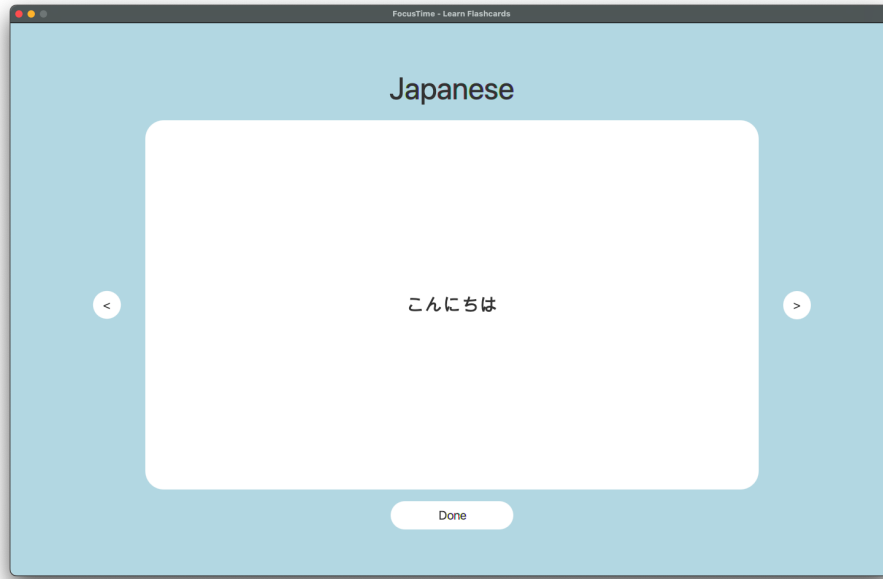 FocusTime - Learn Flashcards
Japanese
<
こんにちは
>
Done